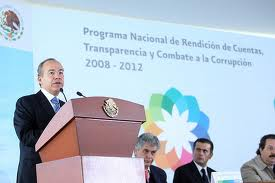 Programa Nacional de Rendición de Cuentas,
Transparencia y Combate a la Corrupción
2008 - 2012